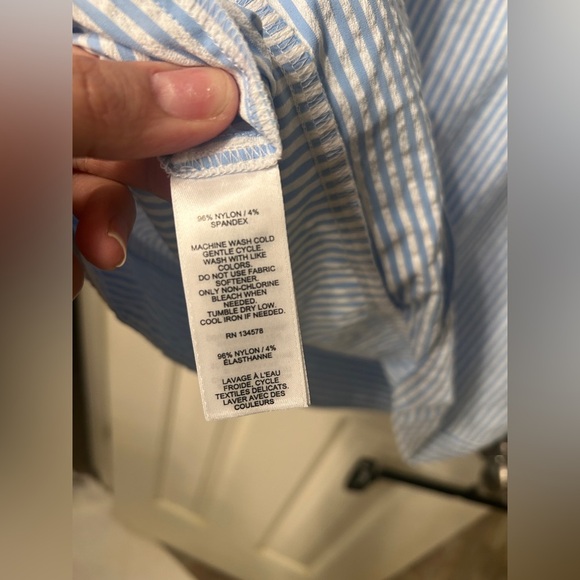 96% NYLON / 4%
SPANDEX
MACHINE WASH COLD
GENTLE CYCLE,
WASH WITH LIKE
COLORS.
DO NOT USE FABRIC
SOFTENER.
ONLY NON-CHLORINE
BLEACH WHEN
NEEDED.
TUMBLE DRY LOW.
COOL IRON IF NEEDED.
RN 134578
96% NYLON / 4%
ÉLASTHANNE
LAVAGE À L'EAU
FROIDE, CYCLE
TEXTILES DELICATS.
LAVER AVEC DES
COULEURS